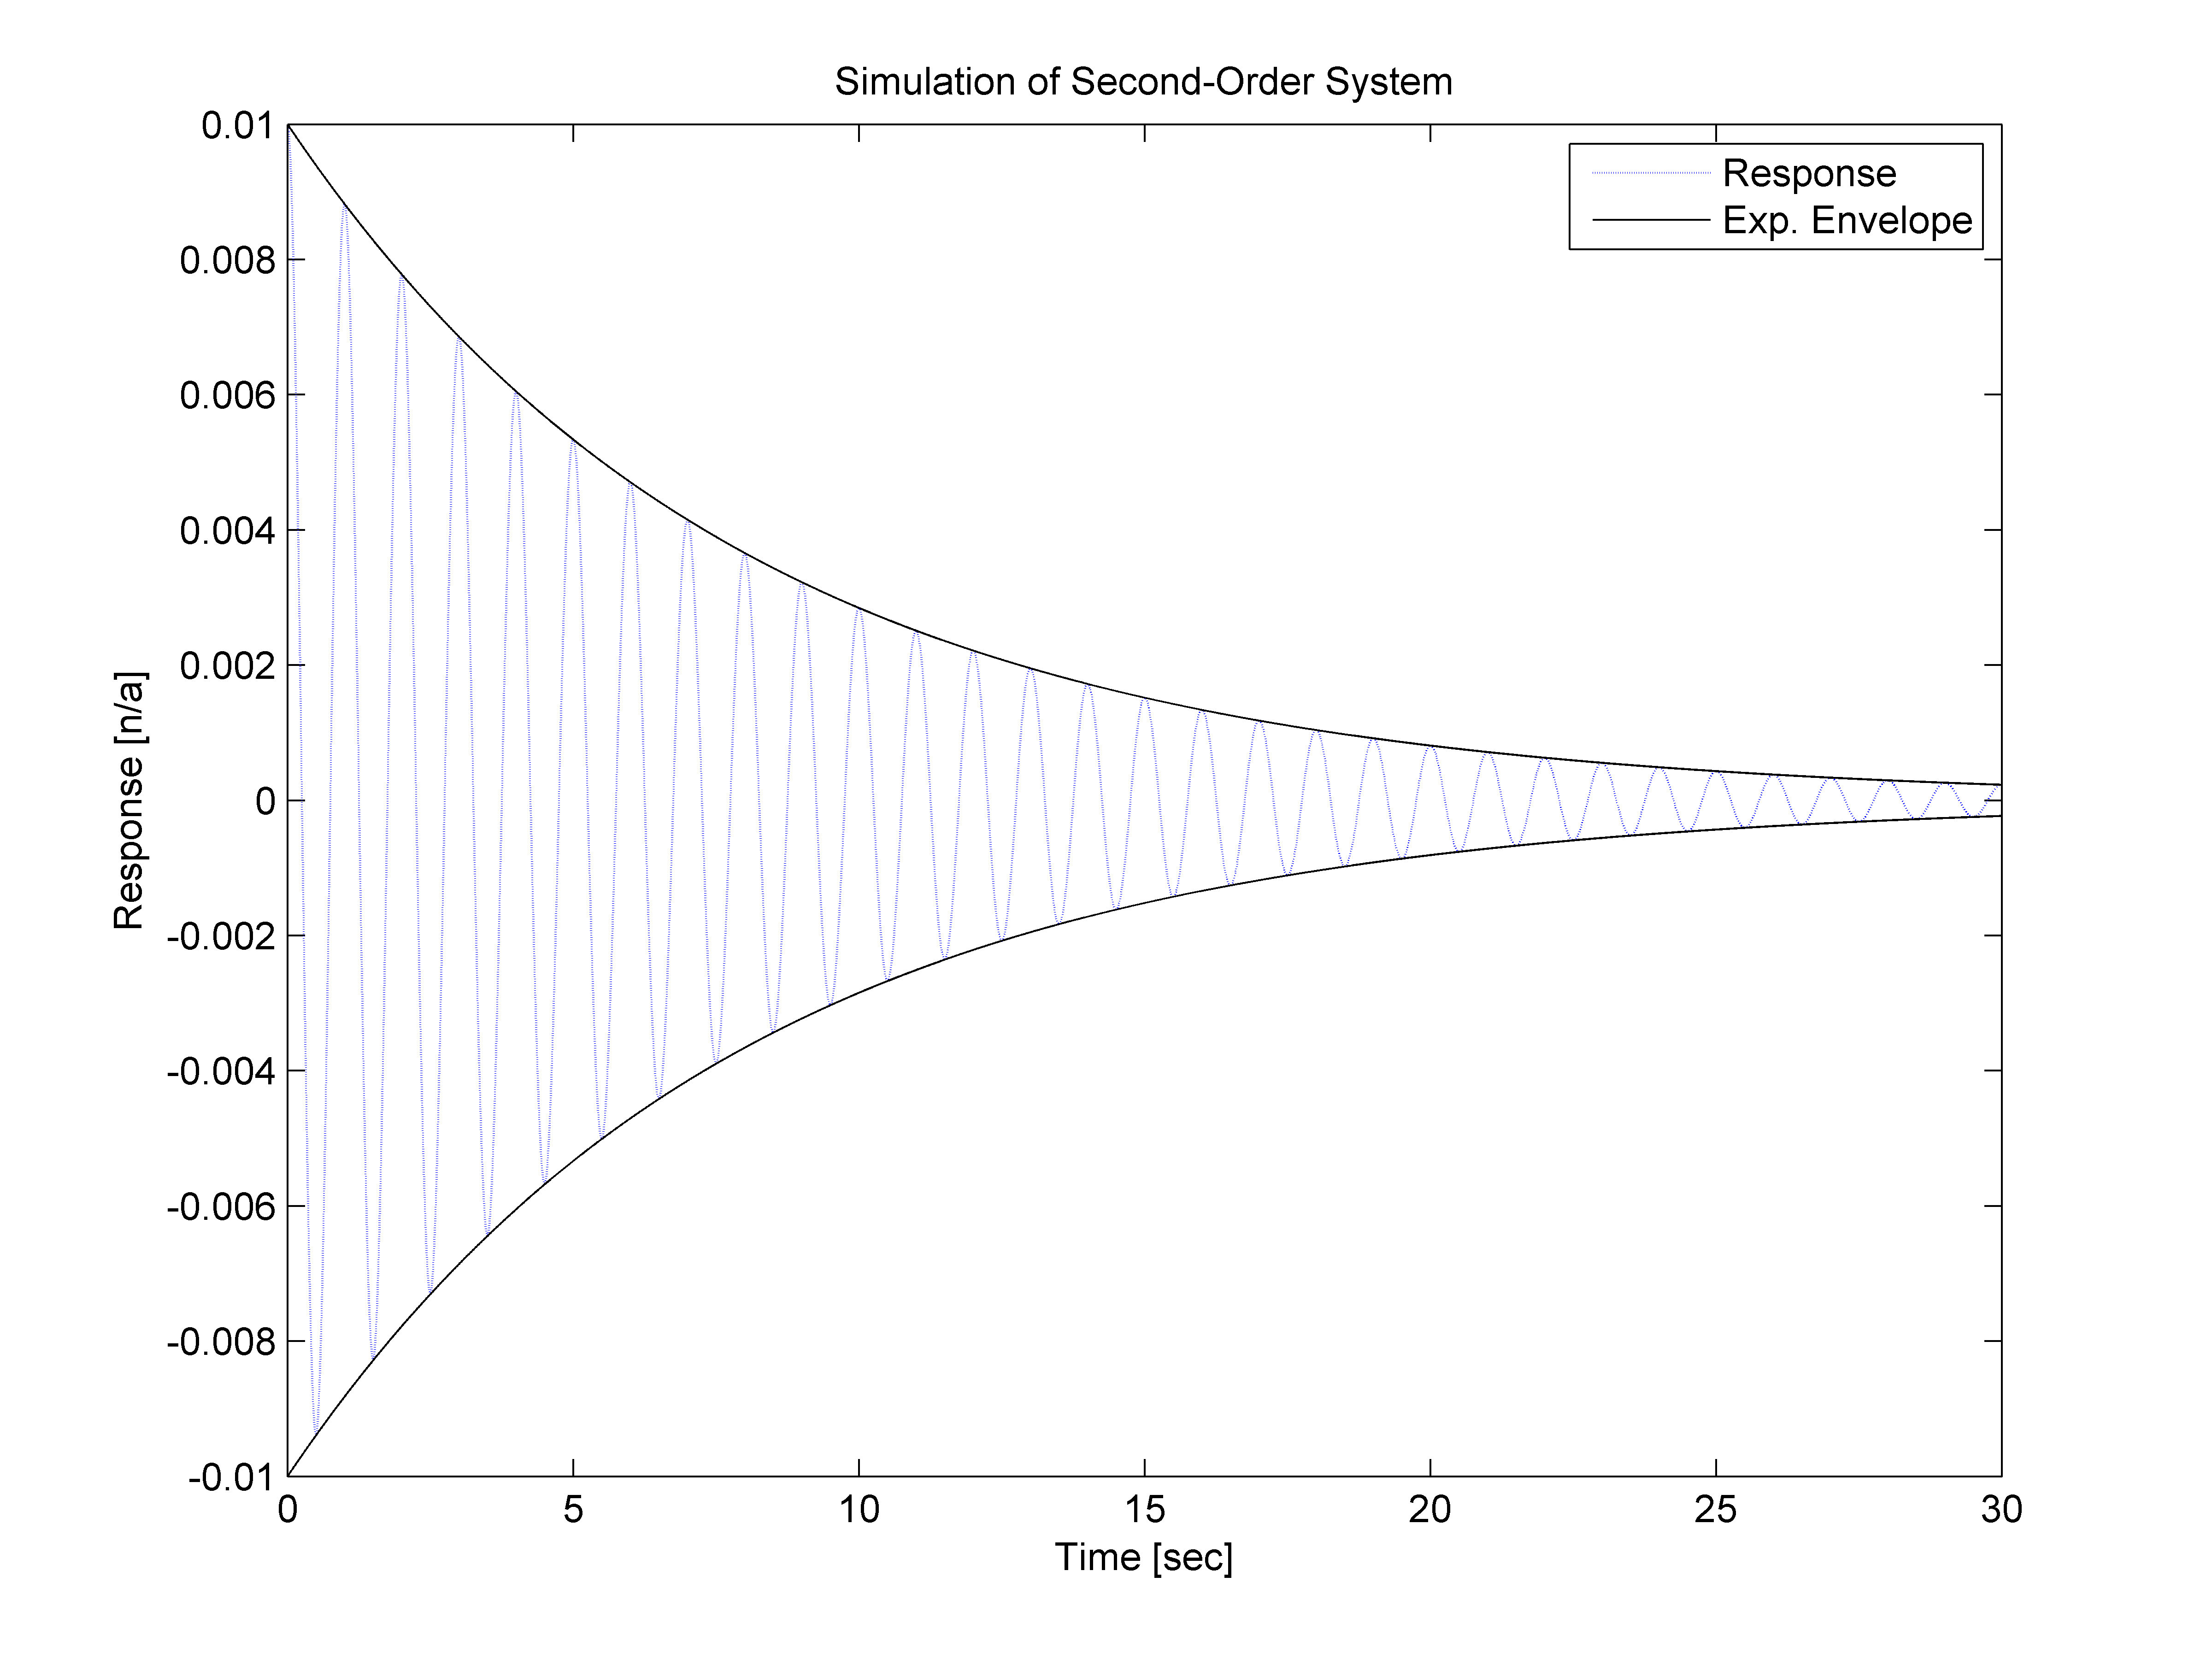 Simulation of Second-Order System
0.01
0.008
0.006
0.004
0.002
0
-0.002
-0.004
-0.006
-0.008
-0.01
Response [n/a]
Response
Exp. Envelope
0 5 10 15 20 25 30
Time [sec]